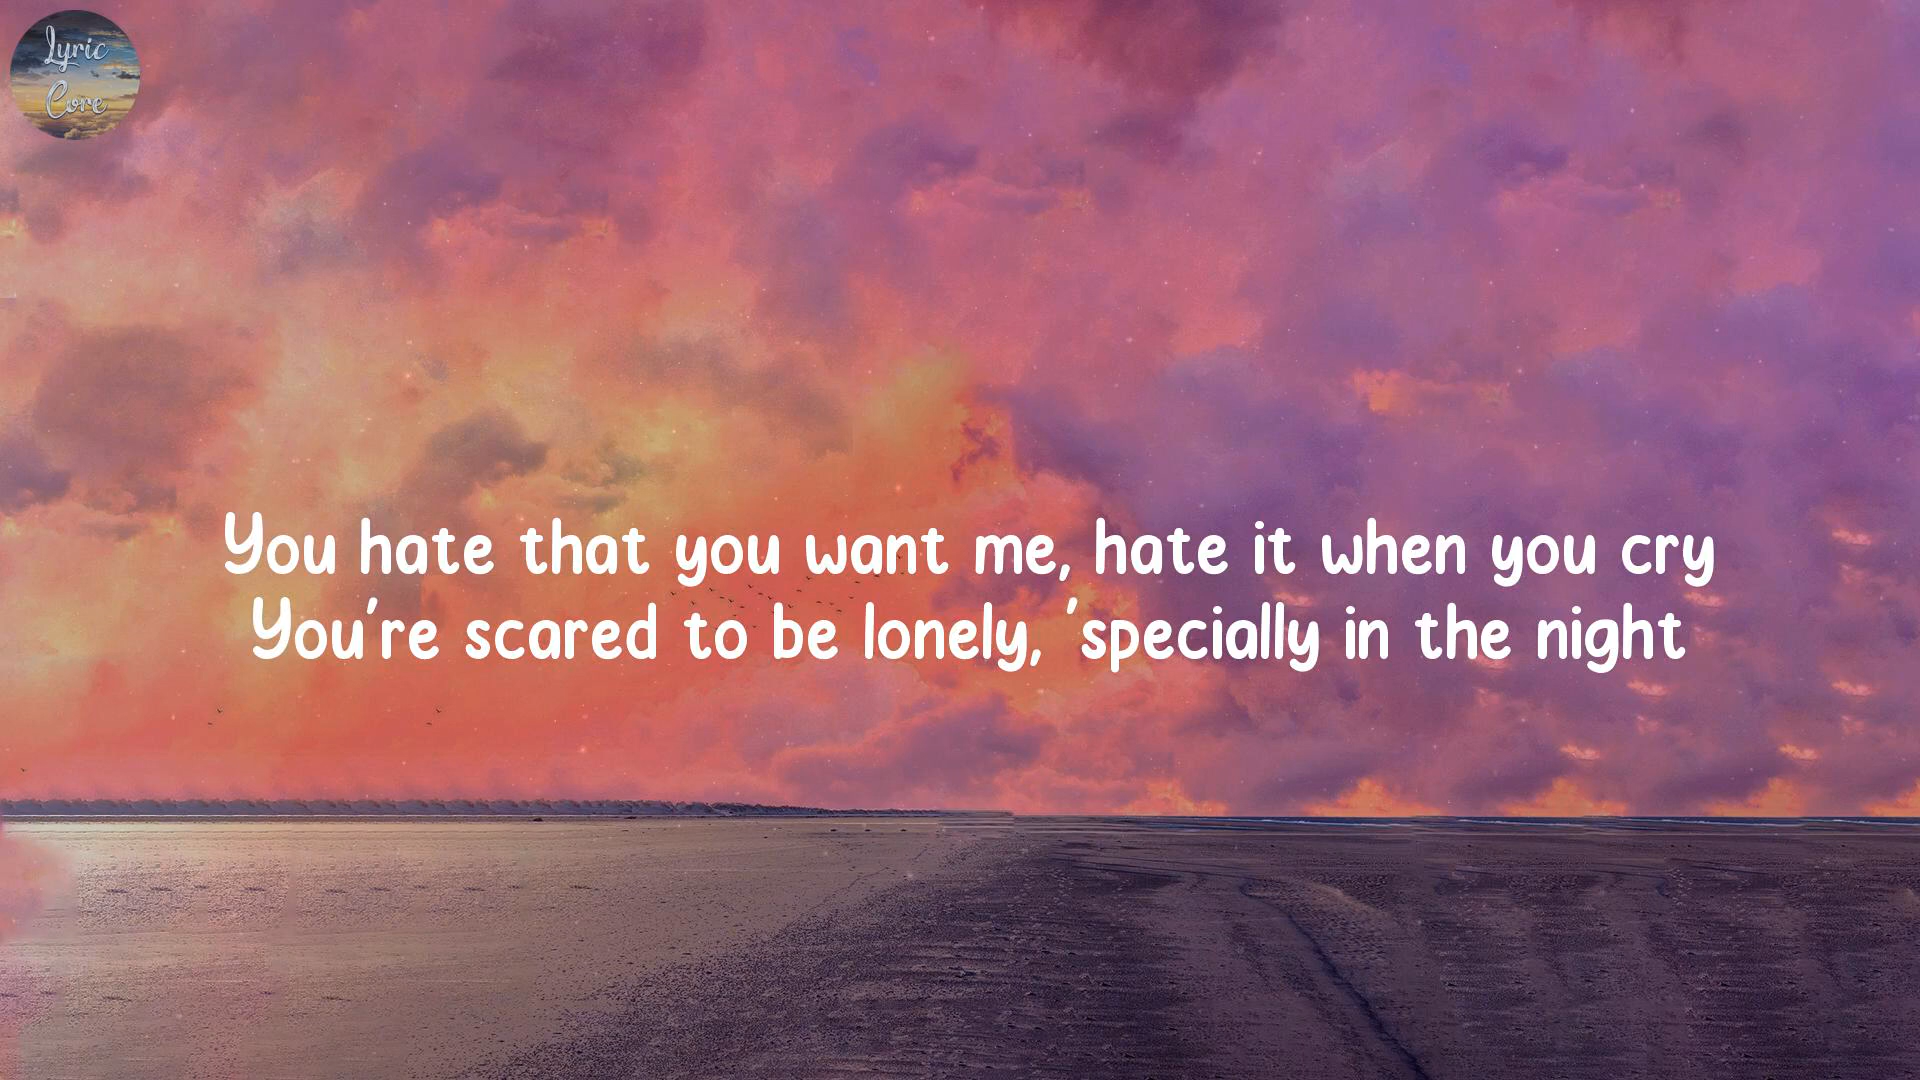 Lyric
Core
You hate that you want me, hate it when you cry
You're scared to be lonely, 'specially in the night